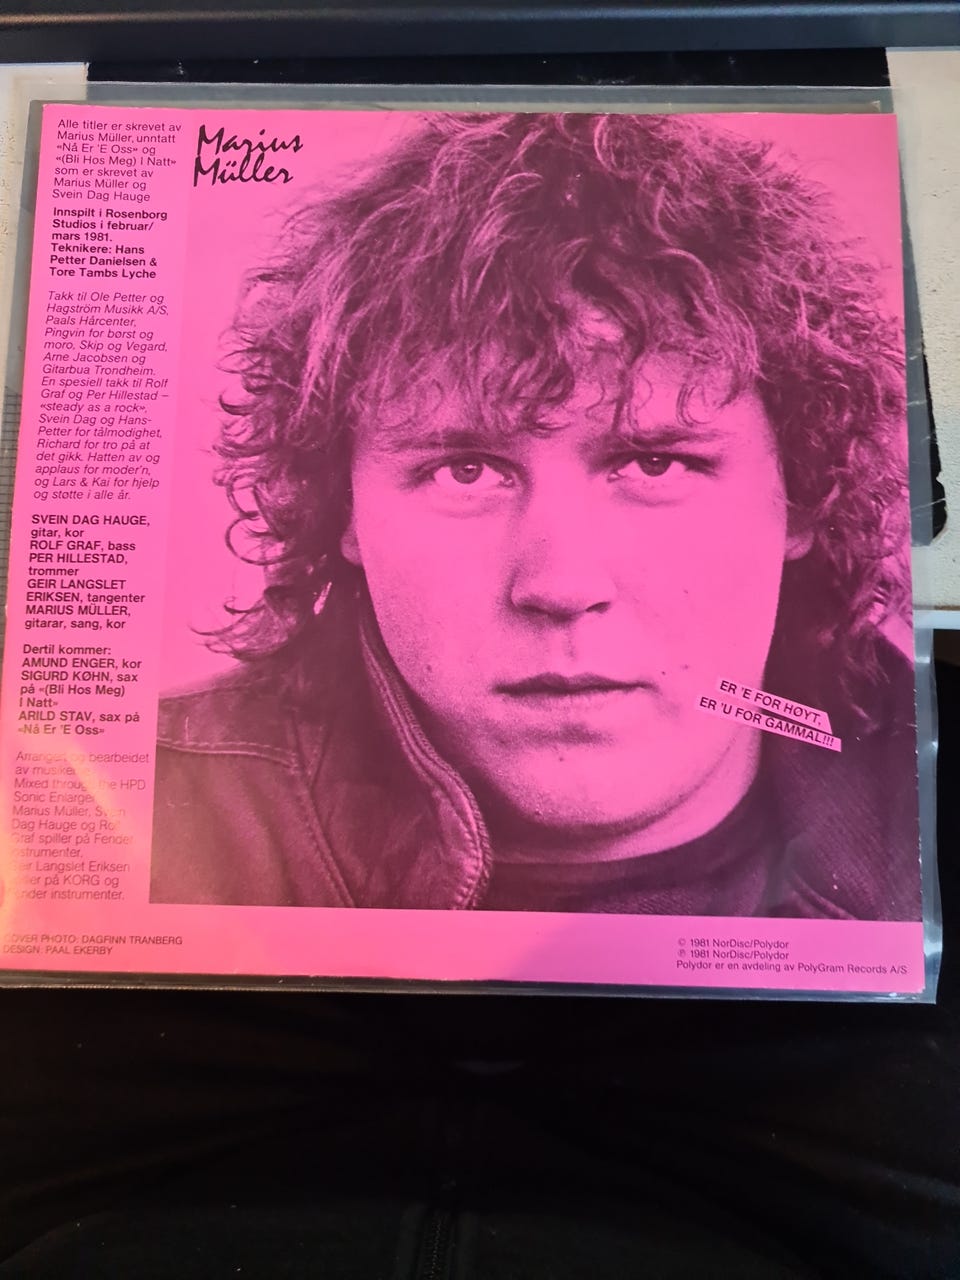 Alle titler er skrevet av
Marius Müller, unntatt
«Nå Er 'E Oss» og
«(Bli Hos Meg) I Natt»
som er skrevet av
Marius Müller og
Svein Dag Hauge
Innspilt i Rosenborg
Studios i februar/
mars 1981.
Teknikere: Hans
Petter Danielsen &
Tore Tambs Lyche
Takk til Ole Petter og
Hagström Musikk A/S,
Paals Hårcenter,
Pingvin for børst og
moro, Skip og Vegard,
Arne Jacobsen og
Gitarbua Trondheim.
En spesiell takk til Rolf
Graf og Per Hillestad –
«steady as a rock»,
Svein Dag og Hans-
Petter for tålmodighet,
Richard for tro på at
det gikk. Hatten av og
applaus for moder'n,
og Lars & Kai for hjelp
og støtte i alle år.
SVEIN DAG HAUGE,
gitar, kor
ROLF GRAF, bass
PER HILLESTAD,
trommer
GEIR LANGSLET
ERIKSEN, tangenter
MARIUS MÜLLER,
gitarar, sang, kor
Dertil kommer:
AMUND ENGER, kor
SIGURD KØHN, sax
på «(Bli Hos Meg)
I Natt»
ARILD STAV, sax på
«Nå Er 'E Oss»
Arrangert og bearbeidet
av
Mixed through the HPD
Sonic
Marius Müller, Svein
Dag Hauge og Rolf
Graf spiller på Fender
instrumenter.
Geir Langslet Eriksen
spiller på KORG og
Fender instrumenter.
COVER PHOTO: DAGFINN TRANBERG
DESIGN: PAAL EKERBY
Marius
Müller
ER 'E FOR HØYT,
ER 'U FOR GAMMAL!!!
© 1981 NorDisc/Polydor
℗ 1981 NorDisc/Polydor
Polydor er en avdeling av PolyGram Records A/S